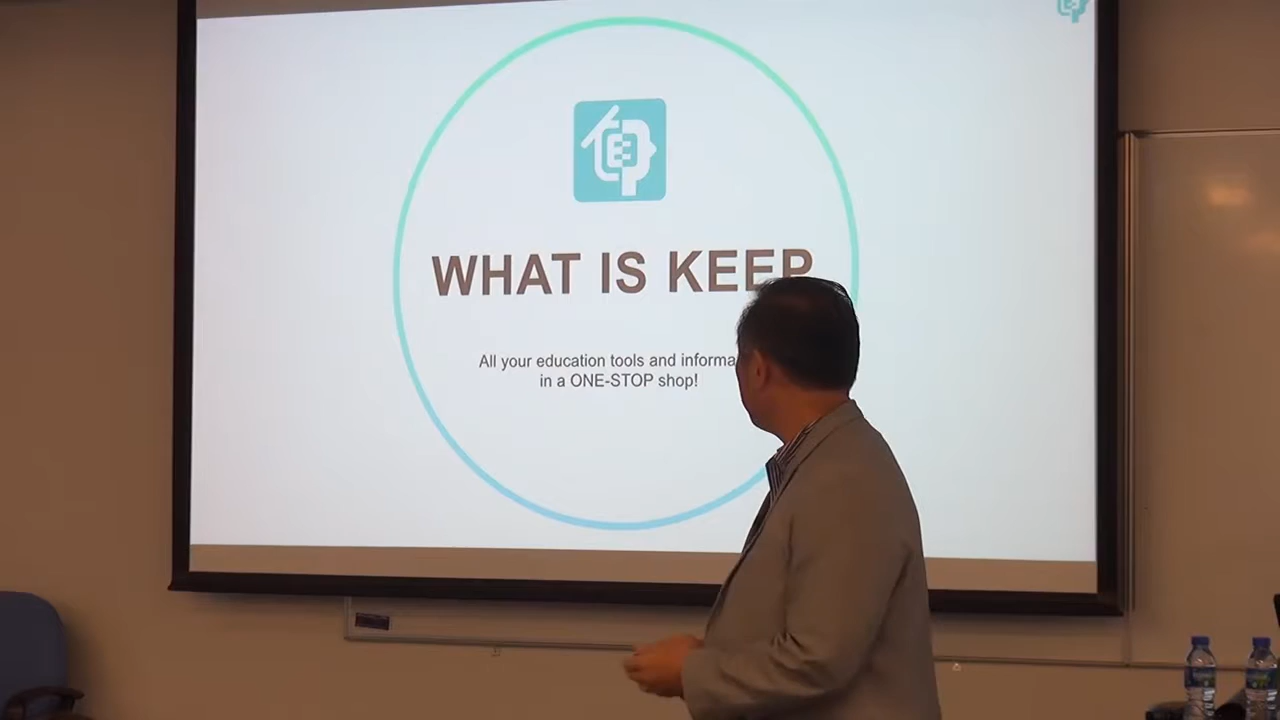 WHAT IS KEEP
All your education tools and informa
in a ONE-STOP shop!